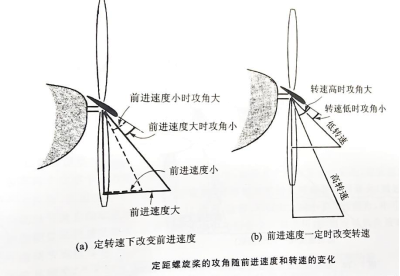 前进速度小时攻角大
前进速度大时攻角小
前进速度小
前进速度大
(a) 定转速下改变前进速度
转速高时攻角大
转速低时攻角小
低转速
高转速
(b) 前进速度一定时改变转速
定距螺旋桨的攻角随前进速度和转速的变化